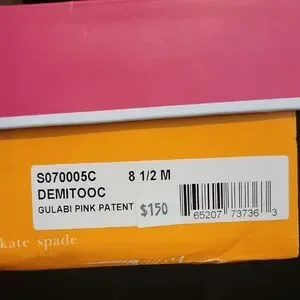 S070005C 8 1/2 M
DEMITOOC
GULABI PINK PATENT $150
65207 73736 3
kate spade